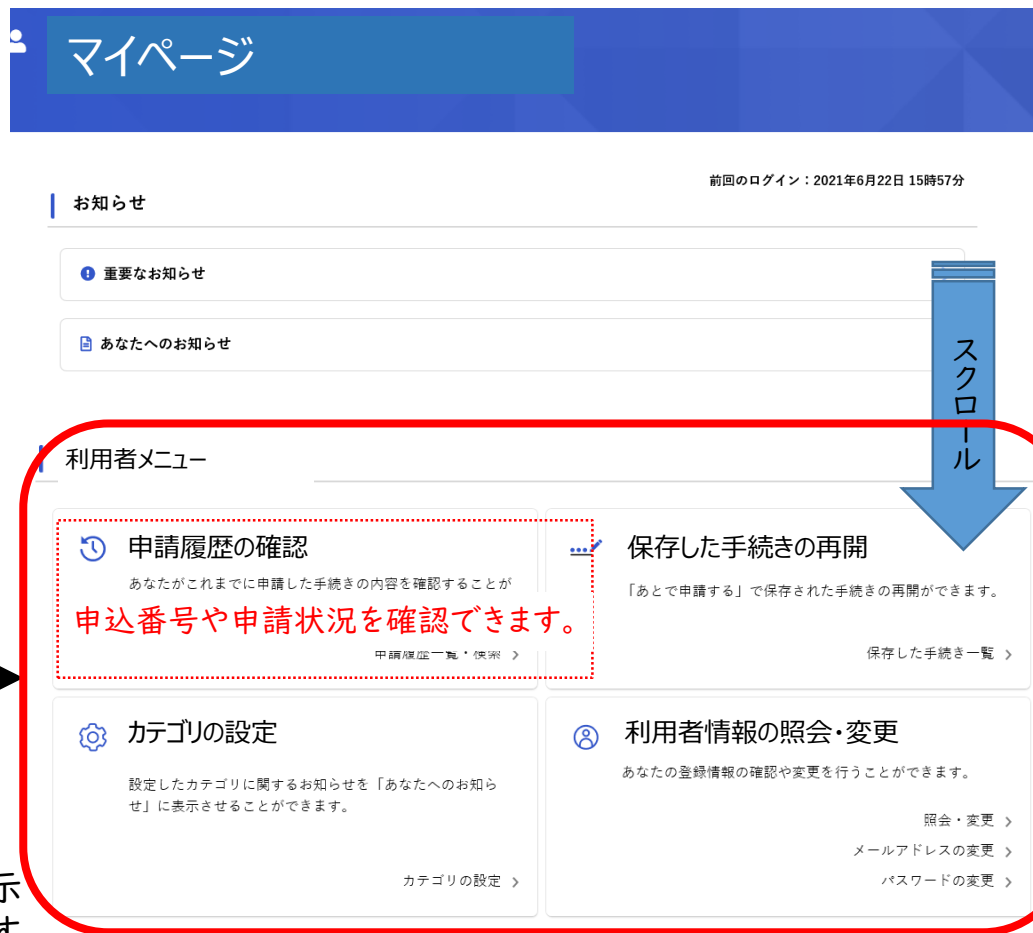 マイページ
前回のログイン：2021年6月22日 15時57分
お知らせ
重要なお知らせ
あなたへのお知らせ
スクロール
利用者メニュー
申請履歴の確認
あなたがこれまでに申請した手続きの内容を確認することが
申込番号や申請状況を確認できます。
申請履歴一覧・検索
保存した手続きの再開
「あとで申請する」で保存された手続きの再開ができます。
保存した手続き一覧
カテゴリの設定
設定したカテゴリに関するお知らせを「あなたへのお知ら
せ」に表示させることができます。
カテゴリの設定
利用者情報の照会・変更
あなたの登録情報の確認や変更を行うことができます。
照会・変更
メールアドレスの変更
パスワードの変更
示
す